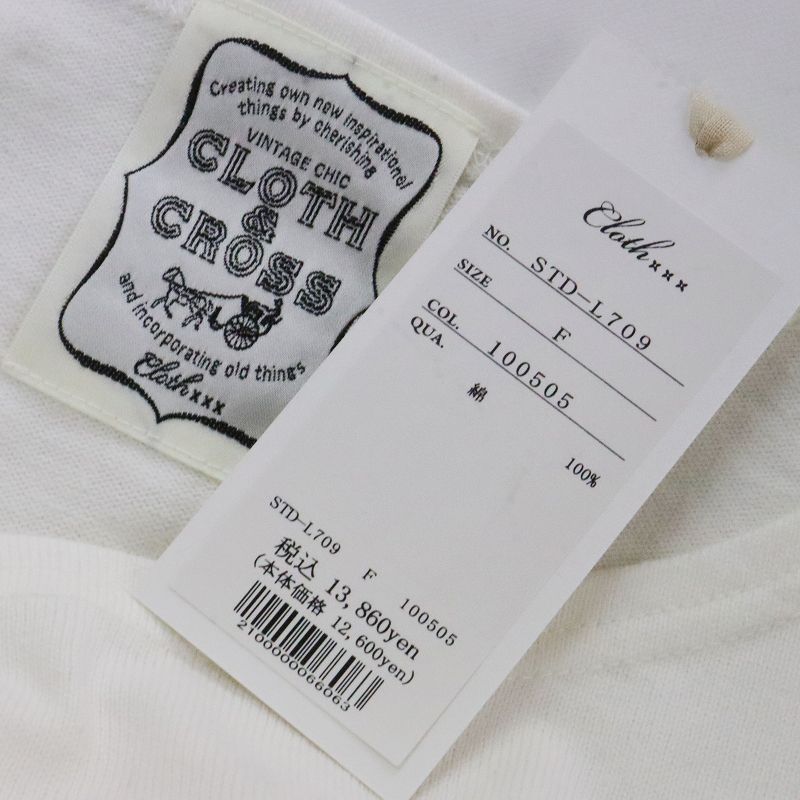 Creating own new inspirational
things by cherishing
VINTAGE CHIC
CLOTH
&
CROSS
and incorporating old things
Cloth×××
Cloth×××
NO. STD-L709
SIZE F
COL. 100505
QUA. 綿 100%
STD-L709 F 100505
税込 13,860yen
(本体価格 12,600yen)
2100000066063